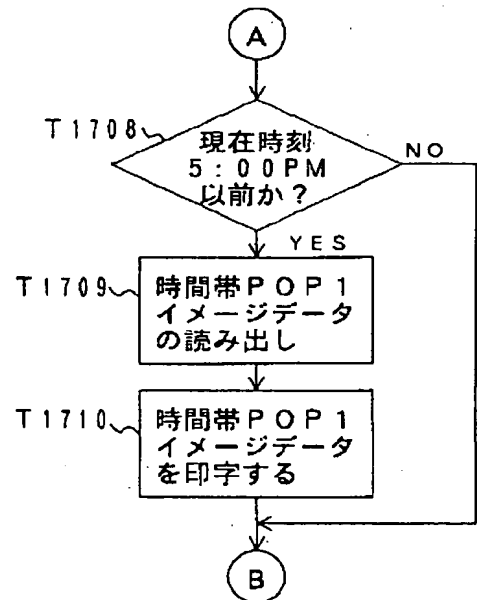 A
T1708
現在時刻
5:00PM
以前か?
NO
YES
T1709
時間帯POP1
イメージデータ
の読み出し
T1710
時間帯POP1
イメージデータ
を印字する
B